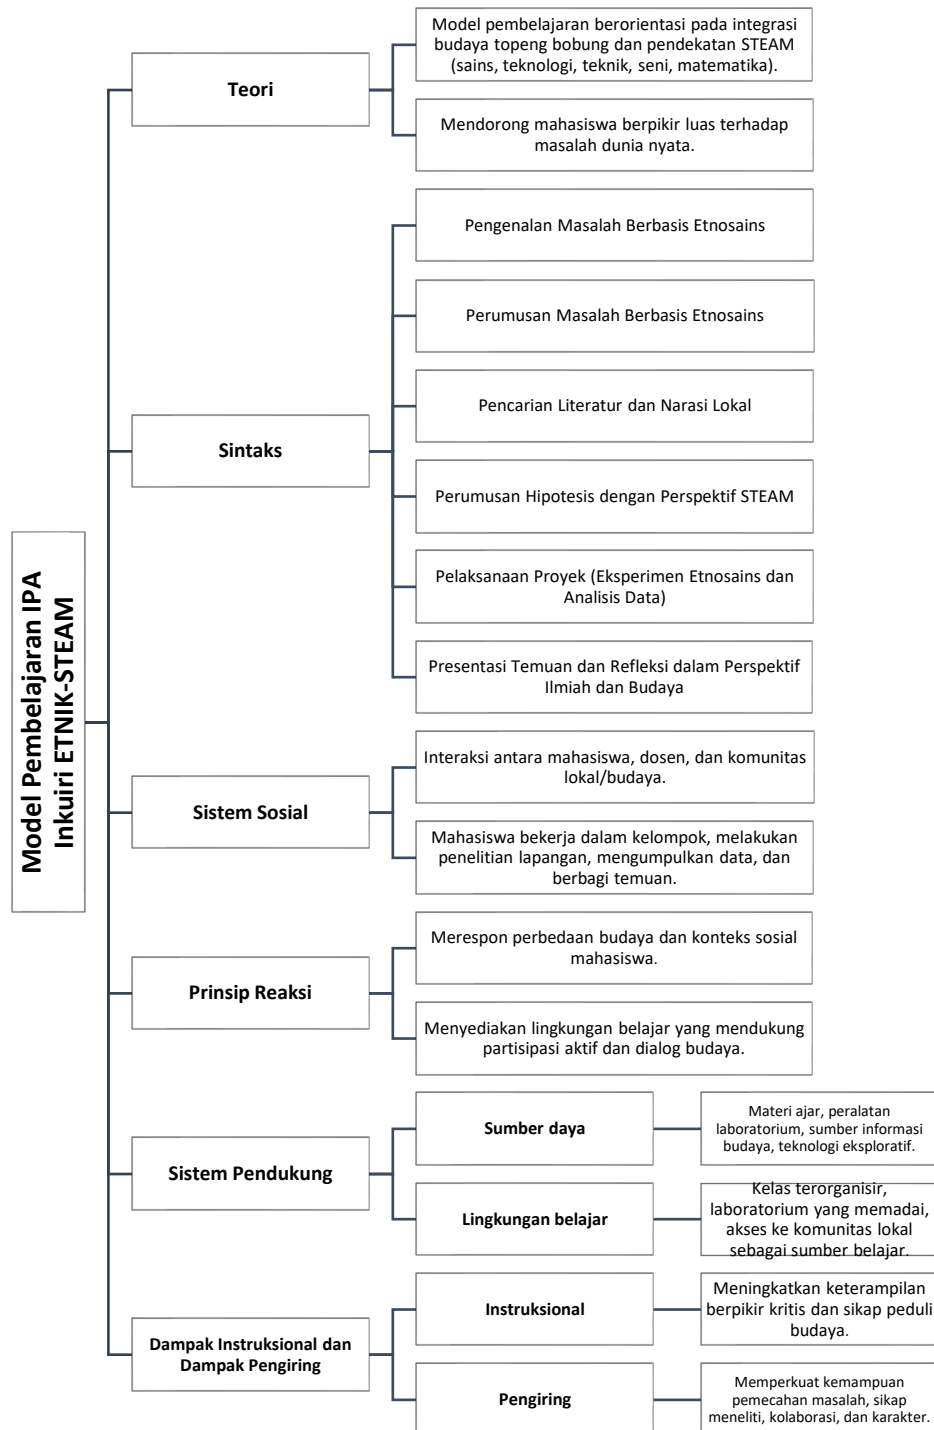 Model Pembelajaran IPA
Inkuiri ETNIK-STEAM
Teori
Model pembelajaran berorientasi pada integrasi
budaya topeng bobung dan pendekatan STEAM
(sains, teknologi, teknik, seni, matematika).
Mendorong mahasiswa berpikir luas terhadap
masalah dunia nyata.
Sintaks
Pengenalan Masalah Berbasis Etnosains
Perumusan Masalah Berbasis Etnosains
Pencarian Literatur dan Narasi Lokal
Perumusan Hipotesis dengan Perspektif STEAM
Pelaksanaan Proyek (Eksperimen Etnosains dan
Analisis Data)
Presentasi Temuan dan Refleksi dalam Perspektif
Ilmiah dan Budaya
Sistem Sosial
Interaksi antara mahasiswa, dosen, dan komunitas
lokal/budaya.
Mahasiswa bekerja dalam kelompok, melakukan
penelitian lapangan, mengumpulkan data, dan
berbagi temuan.
Prinsip Reaksi
Merespon perbedaan budaya dan konteks sosial
mahasiswa.
Menyediakan lingkungan belajar yang mendukung
partisipasi aktif dan dialog budaya.
Sistem Pendukung
Sumber daya
Materi ajar, peralatan
laboratorium, sumber informasi
budaya, teknologi eksploratif.
Lingkungan belajar
Kelas terorganisir,
laboratorium yang memadai,
akses ke komunitas lokal
sebagai sumber belajar.
Dampak Instruksional dan
Dampak Pengiring
Instruksional
Meningkatkan keterampilan
berpikir kritis dan sikap peduli
budaya.
Pengiring
Memperkuat kemampuan
pemecahan masalah, sikap
meneliti, kolaborasi, dan karakter.